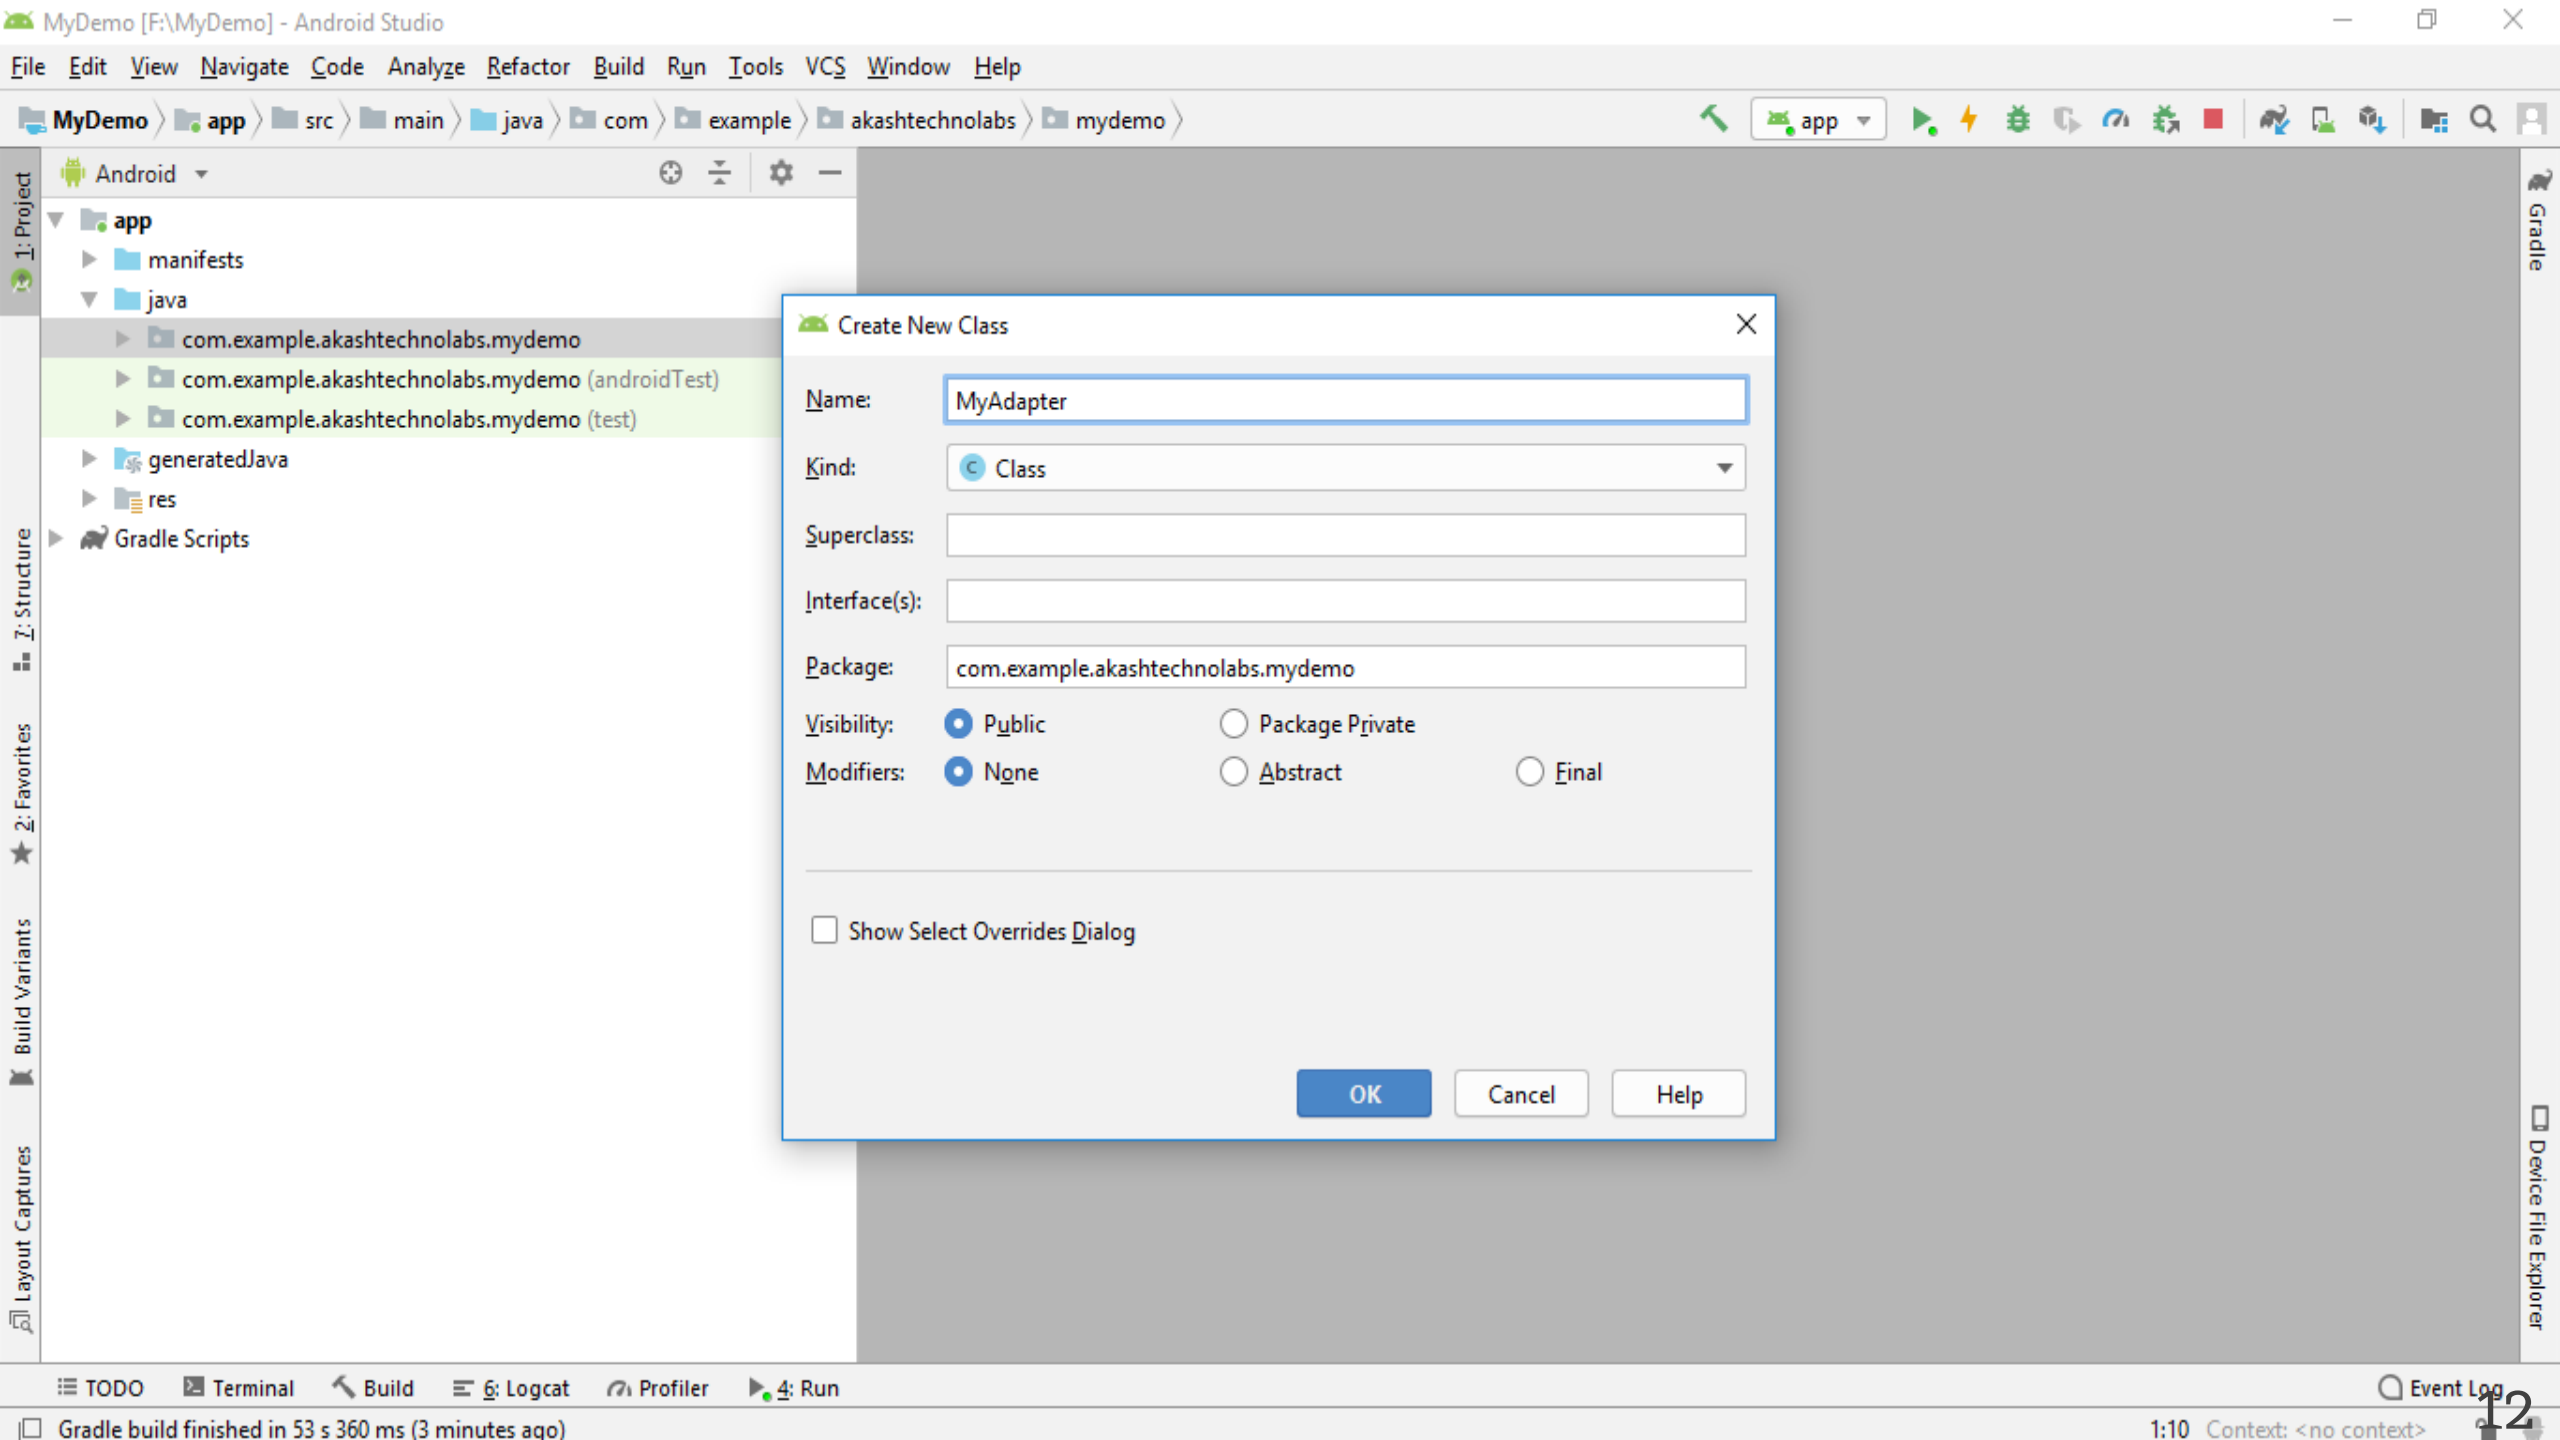 MyDemo [F:\MyDemo] - Android Studio
File Edit View Navigate Code Analyze Refactor Build Run Tools VCS Window Help
MyDemo app src main java com example akashtechnolabs mydemo app
1: Project
Android
app
manifests
java
com.example.akashtechnolabs.mydemo
com.example.akashtechnolabs.mydemo (androidTest)
com.example.akashtechnolabs.mydemo (test)
generatedJava
res
Gradle Scripts
7: Structure
2: Favorites
Build Variants
Layout Captures
Create New Class
Name: MyAdapter
Kind: C Class
Superclass:
Interface(s):
Package: com.example.akashtechnolabs.mydemo
Visibility: Public Package Private
Modifiers: None Abstract Final
Show Select Overrides Dialog
OK Cancel Help
Gradle
Device File Explorer
TODO Terminal Build 6: Logcat Profiler 4: Run Event Log
Gradle build finished in 53 s 360 ms (3 minutes ago) 1:10 Context: <no context>
12